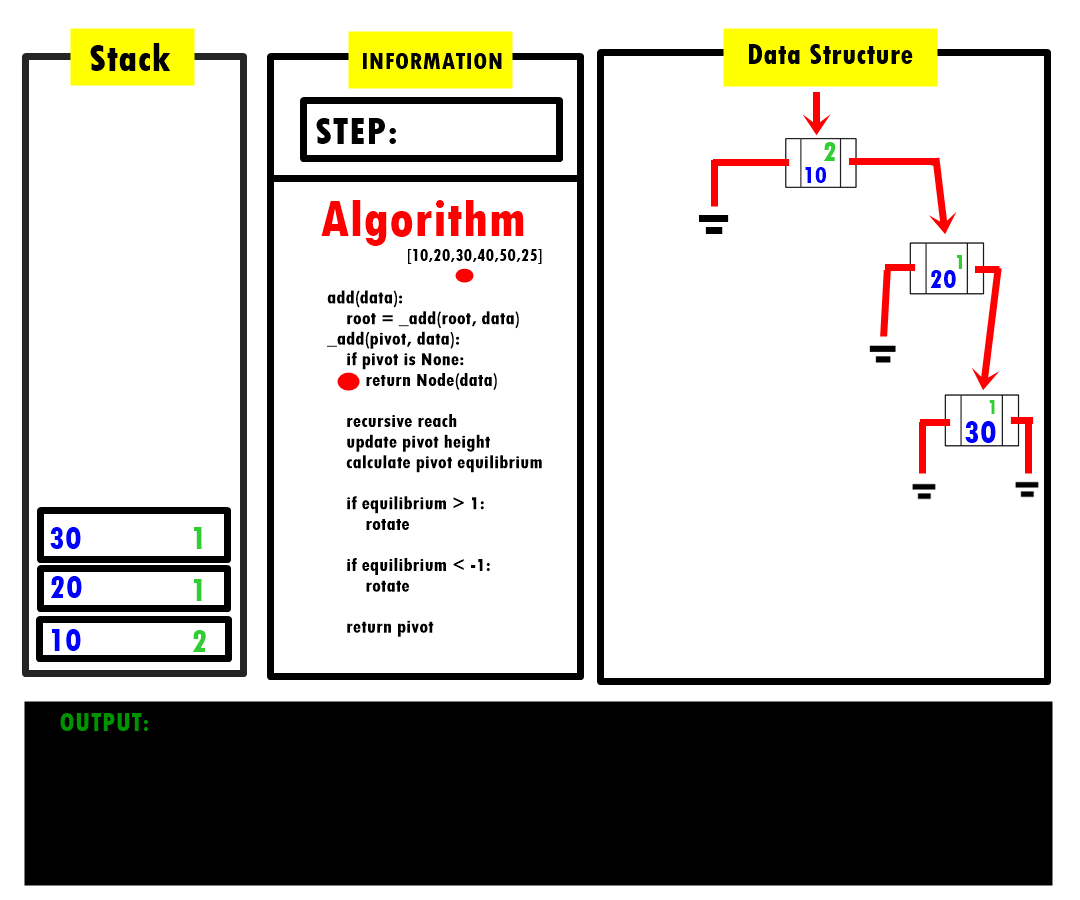 Stack
30 1
20 1
10 2
INFORMATION
STEP:
Algorithm
[10,20,30,40,50,25]
add(data):
root = _add(root, data)
_add(pivot, data):
if pivot is None:
return Node(data)
recursive reach
update pivot height
calculate pivot equilibrium
if equilibrium > 1:
rotate
if equilibrium < -1:
rotate
return pivot
Data Structure
2
10
1
20
1
30
OUTPUT: